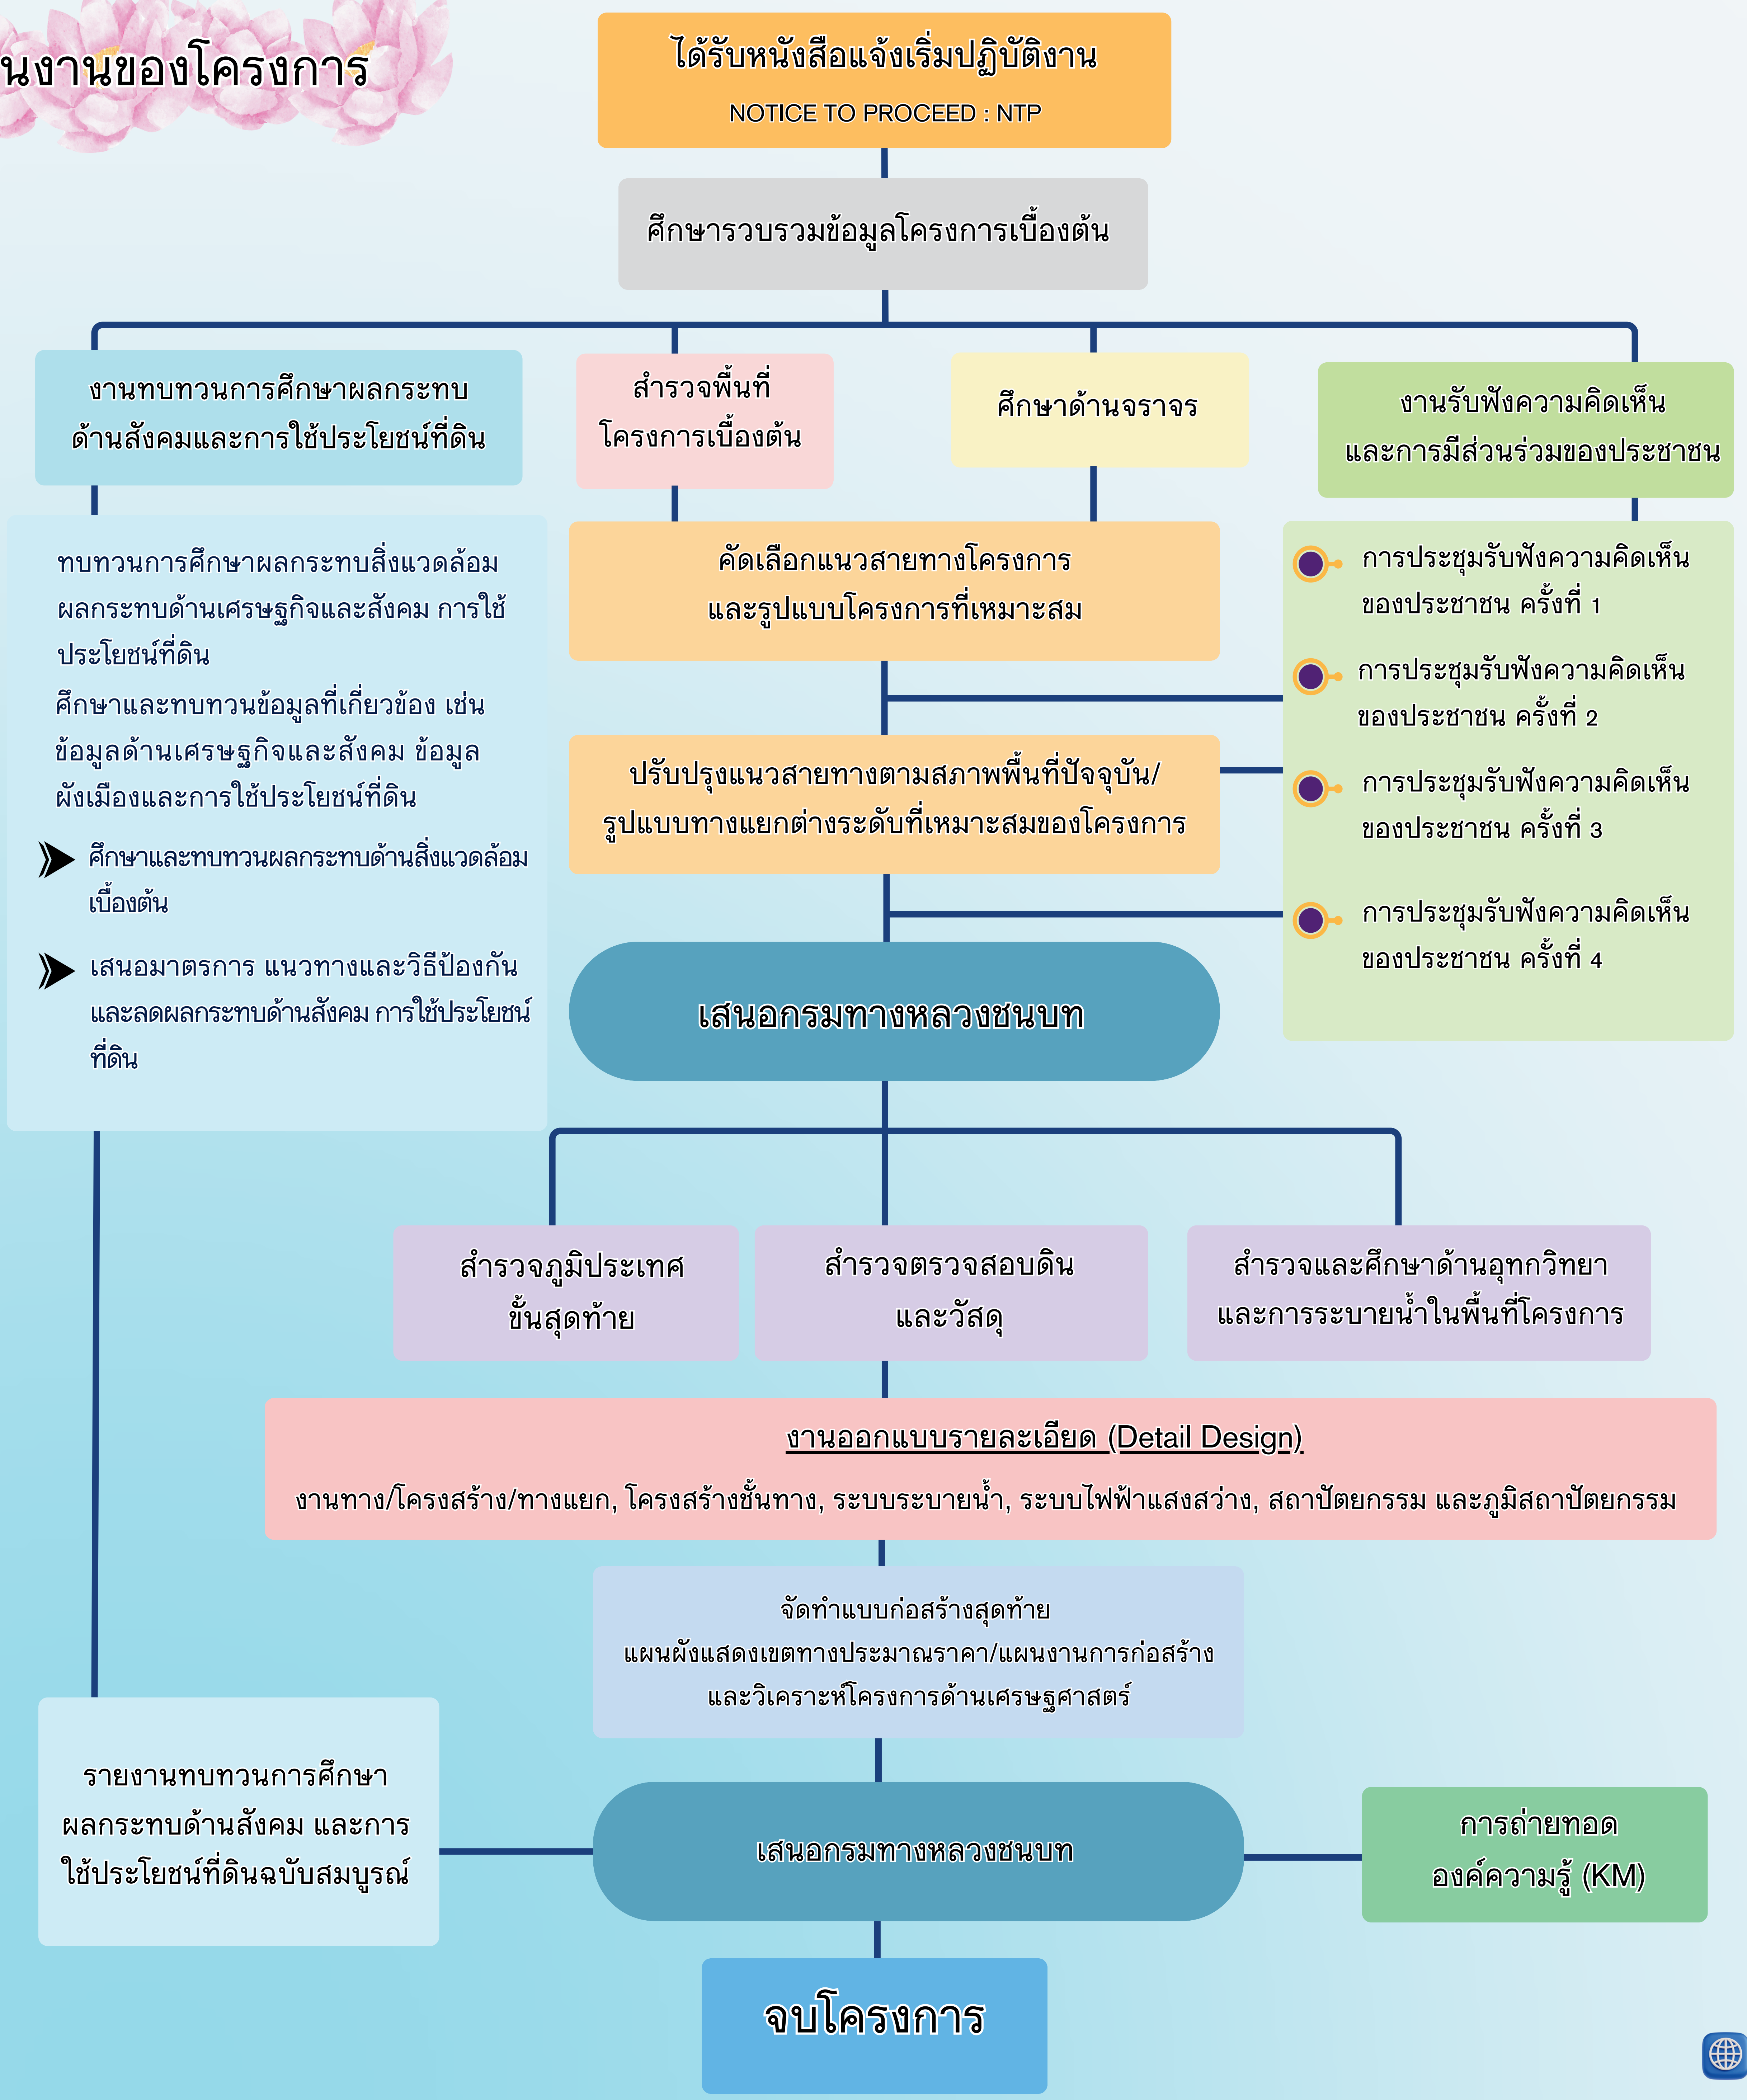 นงานของโครงการ
ได้รับหนังสือแจ้งเริ่มปฏิบัติงาน
NOTICE TO PROCEED : NTP
ศึกษารวบรวมข้อมูลโครงการเบื้องต้น
งานทบทวนการศึกษาผลกระทบ
ด้านสังคมและการใช้ประโยชน์ที่ดิน
สำรวจพื้นที่
โครงการเบื้องต้น
ศึกษาด้านจราจร
งานรับฟังความคิดเห็น
และการมีส่วนร่วมของประชาชน
ทบทวนการศึกษาผลกระทบสิ่งแวดล้อม
ผลกระทบด้านเศรษฐกิจและสังคม การใช้
ประโยชน์ที่ดิน
ศึกษาและทบทวนข้อมูลที่เกี่ยวข้อง เช่น
ข้อมูลด้านเศรษฐกิจและสังคม ข้อมูล
ผังเมืองและการใช้ประโยชน์ที่ดิน
ศึกษาและทบทวนผลกระทบด้านสิ่งแวดล้อม
เบื้องต้น
เสนอมาตรการ แนวทางและวิธีป้องกัน
และลดผลกระทบด้านสังคม การใช้ประโยชน์
ที่ดิน
คัดเลือกแนวสายทางโครงการ
และรูปแบบโครงการที่เหมาะสม
ปรับปรุงแนวสายทางตามสภาพพื้นที่ปัจจุบัน/
รูปแบบทางแยกต่างระดับที่เหมาะสมของโครงการ
การประชุมรับฟังความคิดเห็น
ของประชาชน ครั้งที่ 1
การประชุมรับฟังความคิดเห็น
ของประชาชน ครั้งที่ 2
การประชุมรับฟังความคิดเห็น
ของประชาชน ครั้งที่ 3
การประชุมรับฟังความคิดเห็น
ของประชาชน ครั้งที่ 4
เสนอกรมทางหลวงชนบท
สำรวจภูมิประเทศ
ขั้นสุดท้าย
สำรวจตรวจสอบดิน
และวัสดุ
สำรวจและศึกษาด้านอุทกวิทยา
และการระบายน้ำในพื้นที่โครงการ
งานออกแบบรายละเอียด (Detail Design)
งานทาง/โครงสร้าง/ทางแยก, โครงสร้างชั้นทาง, ระบบระบายน้ำ, ระบบไฟฟ้าแสงสว่าง, สถาปัตยกรรม และภูมิสถาปัตยกรรม
จัดทำแบบก่อสร้างสุดท้าย
แผนผังแสดงเขตทางประมาณราคา/แผนงานการก่อสร้าง
และวิเคราะห์โครงการด้านเศรษฐศาสตร์
รายงานทบทวนการศึกษา
ผลกระทบด้านสังคม และการ
ใช้ประโยชน์ที่ดินฉบับสมบูรณ์
เสนอกรมทางหลวงชนบท
การถ่ายทอด
องค์ความรู้ (KM)
จบโครงการ